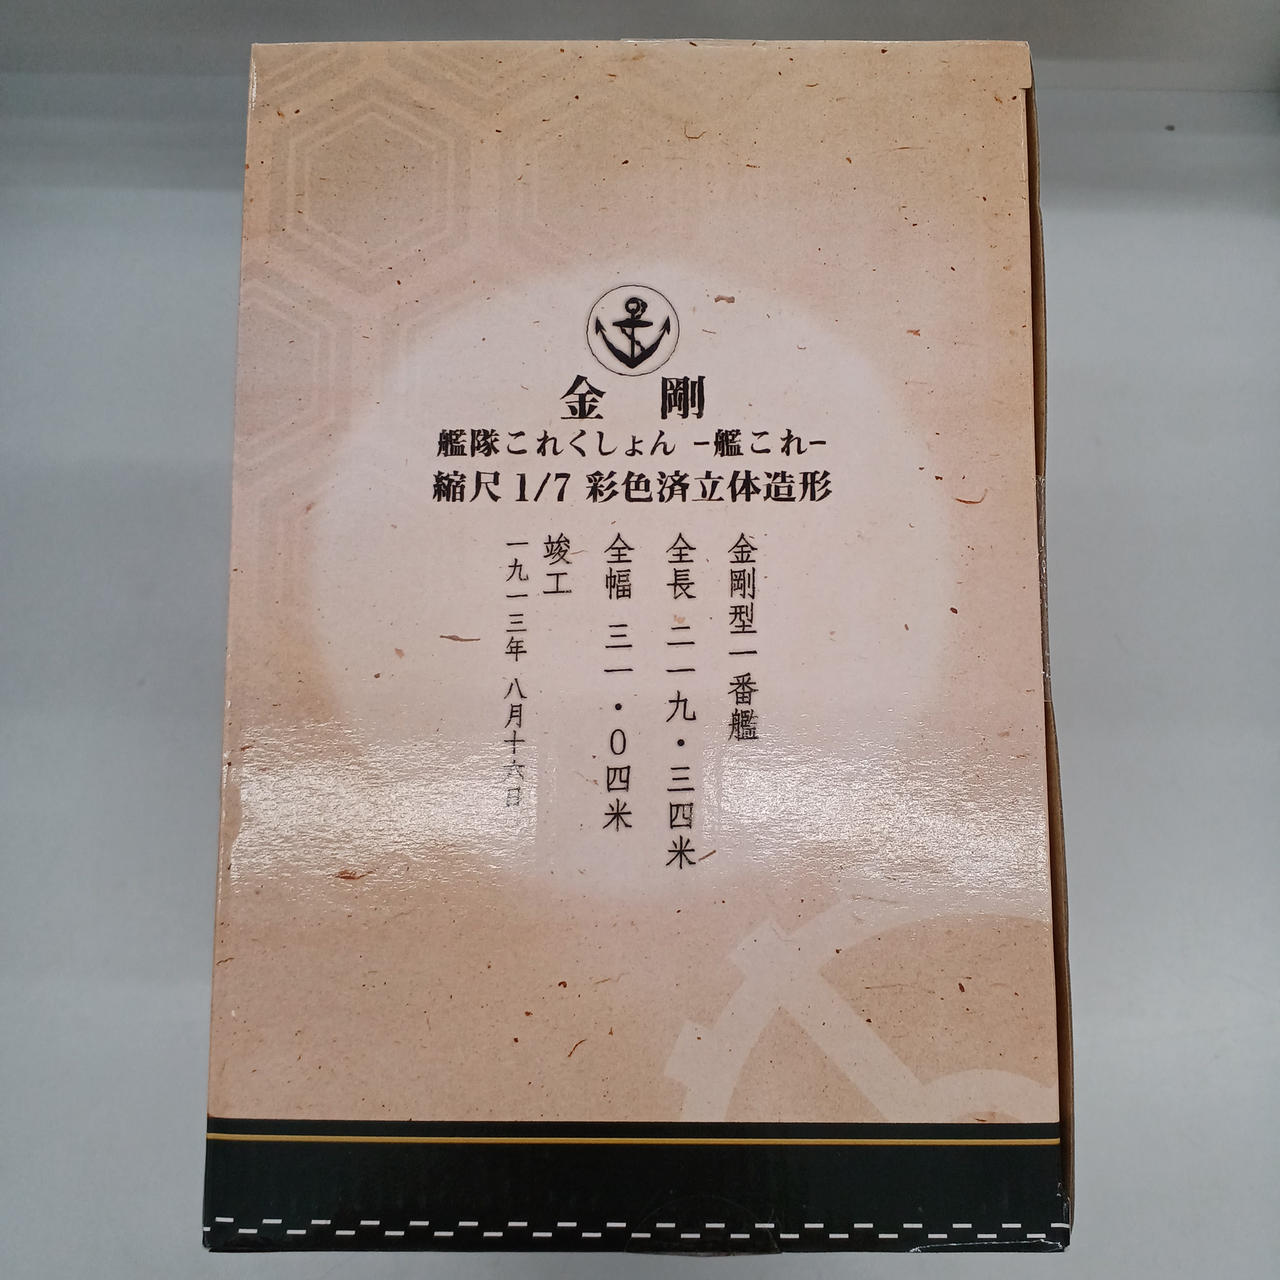 金 剛
艦隊これくしょん -艦これ-
縮尺 1/7 彩色済立体造形
金剛型一番艦
全長 二一九・三四米
全幅 三一・〇四米
竣工
一九一三年 八月十六日